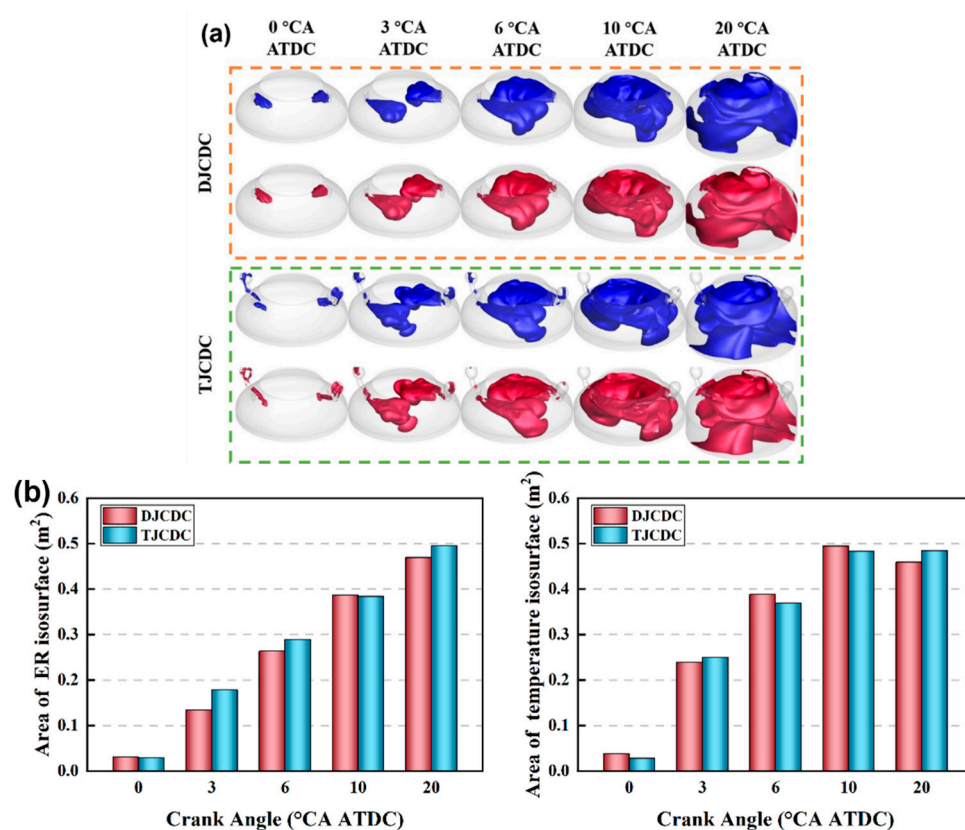 (a)
0 °CA ATDC
3 °CA ATDC
6 °CA ATDC
10 °CA ATDC
20 °CA ATDC
DJCDC
TJCDC
(b)
Area of ER isosurface (m²)
0.6
0.5
0.4
0.3
0.2
0.1
0.0
DJCDC
TJCDC
0 3 6 10 20
Crank Angle (°CA ATDC)
Area of temperature isosurface (m²)
0.6
0.5
0.4
0.3
0.2
0.1
0.0
DJCDC
TJCDC
0 3 6 10 20
Crank Angle (°CA ATDC)